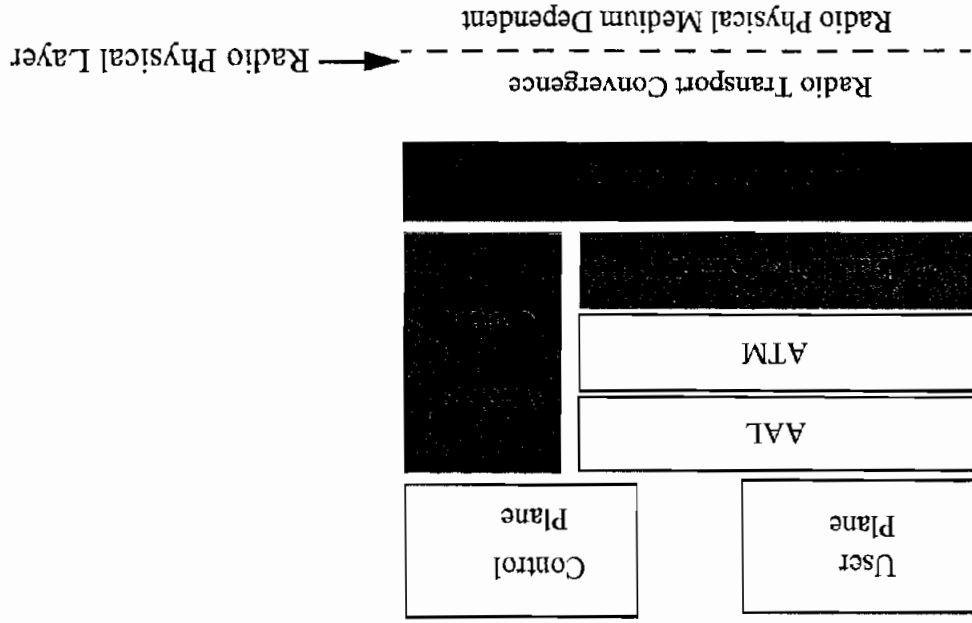 User
Plane
Control
Plane
AAL
ATM
Radio Transport Convergence
Radio Physical Medium Dependent
Radio Physical Layer